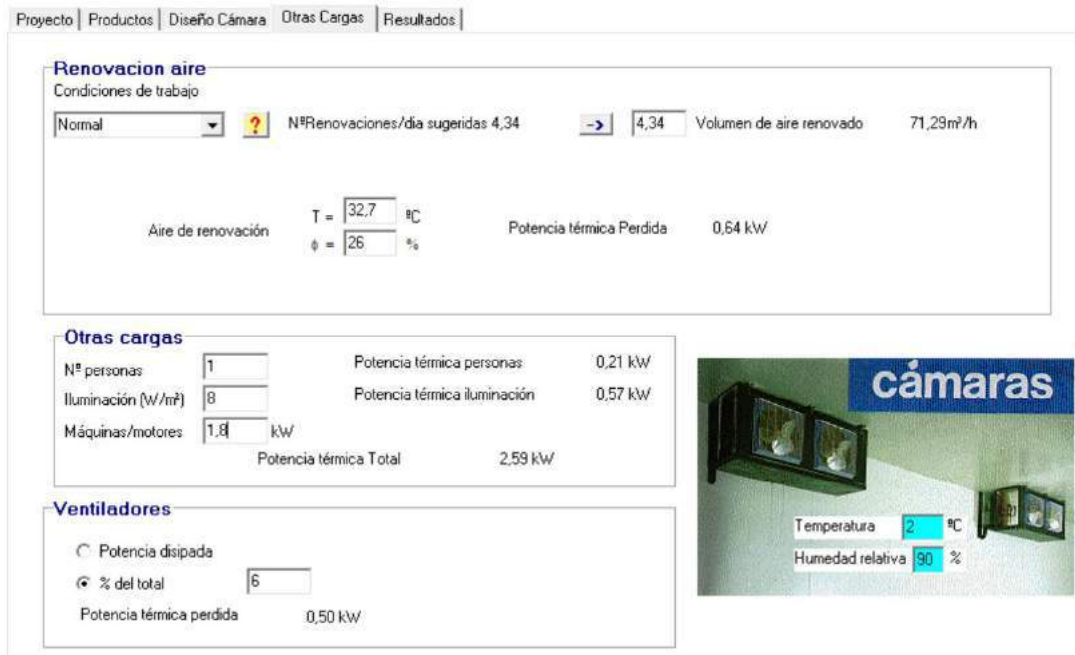 Proyecto Productos Diseño Cámara Otras Cargas Resultados
Renovacion aire
Condiciones de trabajo
Normal ? NºRenovaciones/dia sugeridas 4,34 -> 4,34 Volumen de aire renovado 71,29m³/h
Aire de renovación
T = 32,7 ºC
ϕ = 26 %
Potencia térmica Perdida 0,64 kW
Otras cargas
Nº personas 1 Potencia térmica personas 0,21 kW
Iluminación (W/m²) 8 Potencia térmica iluminación 0,57 kW
Máquinas/motores 1,8 kW
Potencia térmica Total 2,59 kW
cámaras
Temperatura 2 ºC
Humedad relativa 90 %
Ventiladores
Potencia disipada
% del total 6
Potencia térmica perdida 0,50 kW